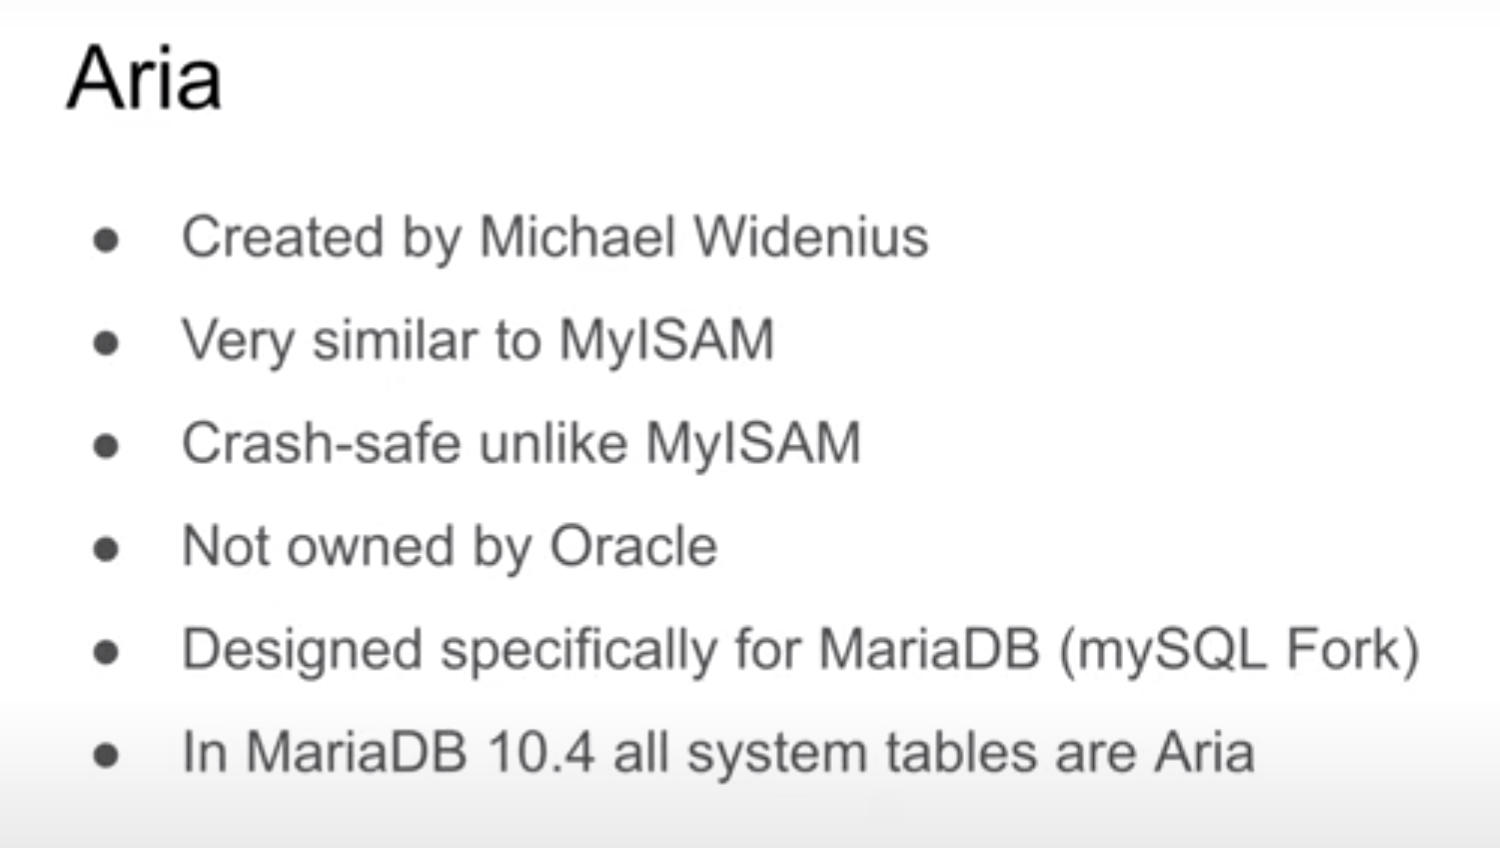 Aria
● Created by Michael Widenius
● Very similar to MyISAM
● Crash-safe unlike MyISAM
● Not owned by Oracle
● Designed specifically for MariaDB (mySQL Fork)
● In MariaDB 10.4 all system tables are Aria